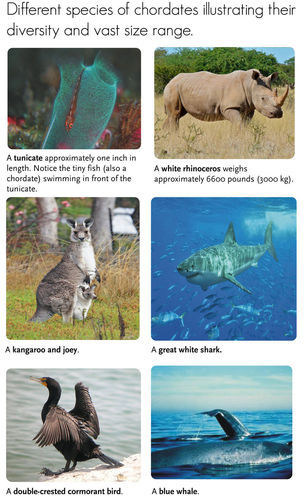 Different species of chordates illustrating their
diversity and vast size range.
A tunicate approximately one inch in
length. Notice the tiny fish (also a
chordate) swimming in front of the
tunicate.
A white rhinoceros weighs
approximately 6600 pounds (3000 kg).
A kangaroo and joey.
A great white shark.
A double-crested cormorant bird.
A blue whale.